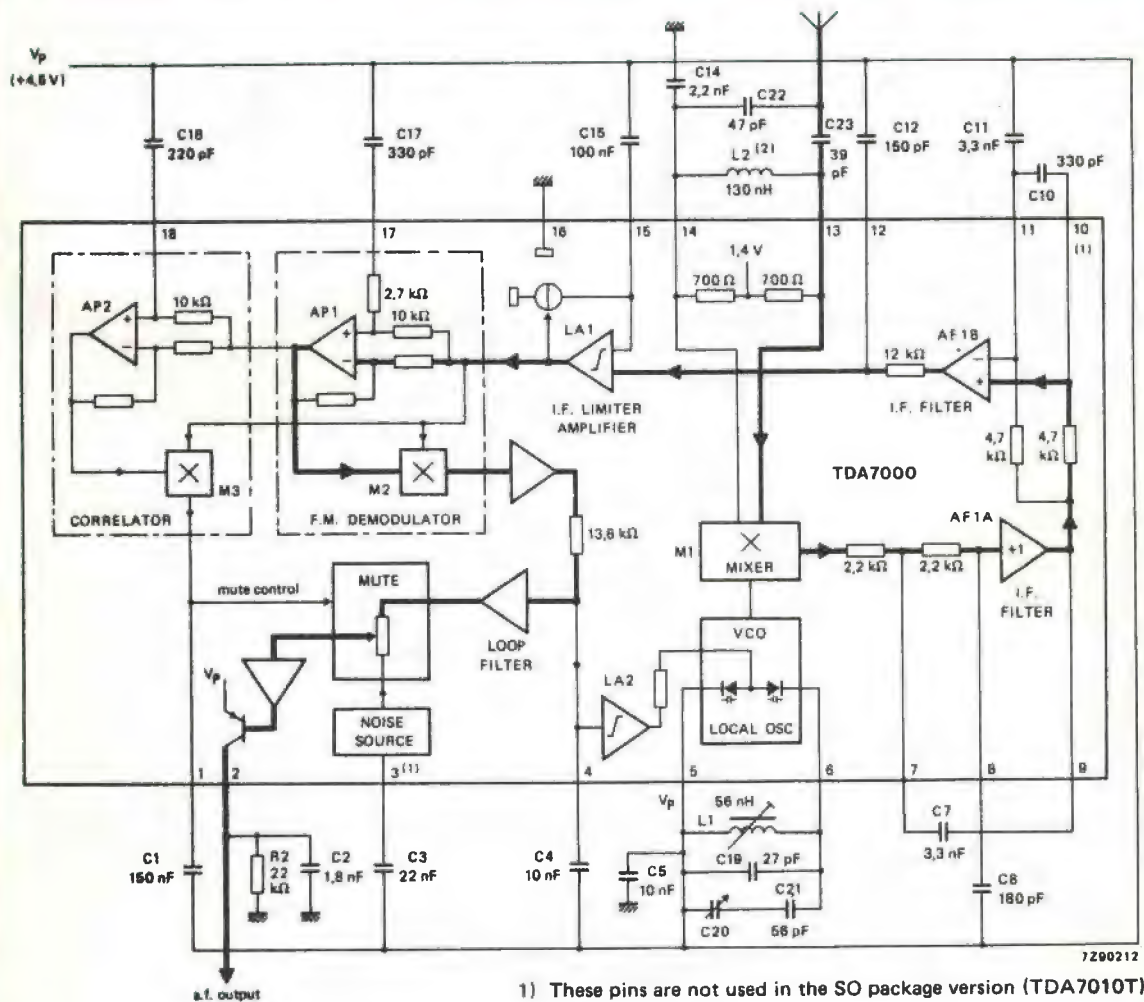 Vp
(+4,5 V)
C18
220 pF
C17
330 pF
C15
100 nF
C14
2,2 nF
C22
47 pF
L2 (2)
130 nH
C23
39
pF
C12
150 pF
C11
3,3 nF
330 pF
C10
18
17
16
15
14
13
12
11
10
(1)
AP2
10 kΩ
AP1
2,7 kΩ
10 kΩ
LA1
1,4 V
700 Ω
700 Ω
AF1B
12 kΩ
I.F. FILTER
I.F. LIMITER
AMPLIFIER
4,7
kΩ
4,7
kΩ
TDA7000
M3
M2
CORRELATOR
F.M. DEMODULATOR
13,6 kΩ
M1
MIXER
2,2 kΩ
2,2 kΩ
AF1A
+1
I.F.
FILTER
mute control
MUTE
LOOP
FILTER
VCO
LOCAL OSC
LA2
Vp
NOISE
SOURCE
1
2
3 (1)
4
5
6
7
8
9
Vp
56 nH
L1
C1
150 nF
R2
22
kΩ
C2
1,8 nF
C3
22 nF
C4
10 nF
C5
10 nF
C19
27 pF
C20
C21
56 pF
C7
3,3 nF
C8
180 pF
7Z90212
a.f. output
1) These pins are not used in the SO package version (TDA7010T)